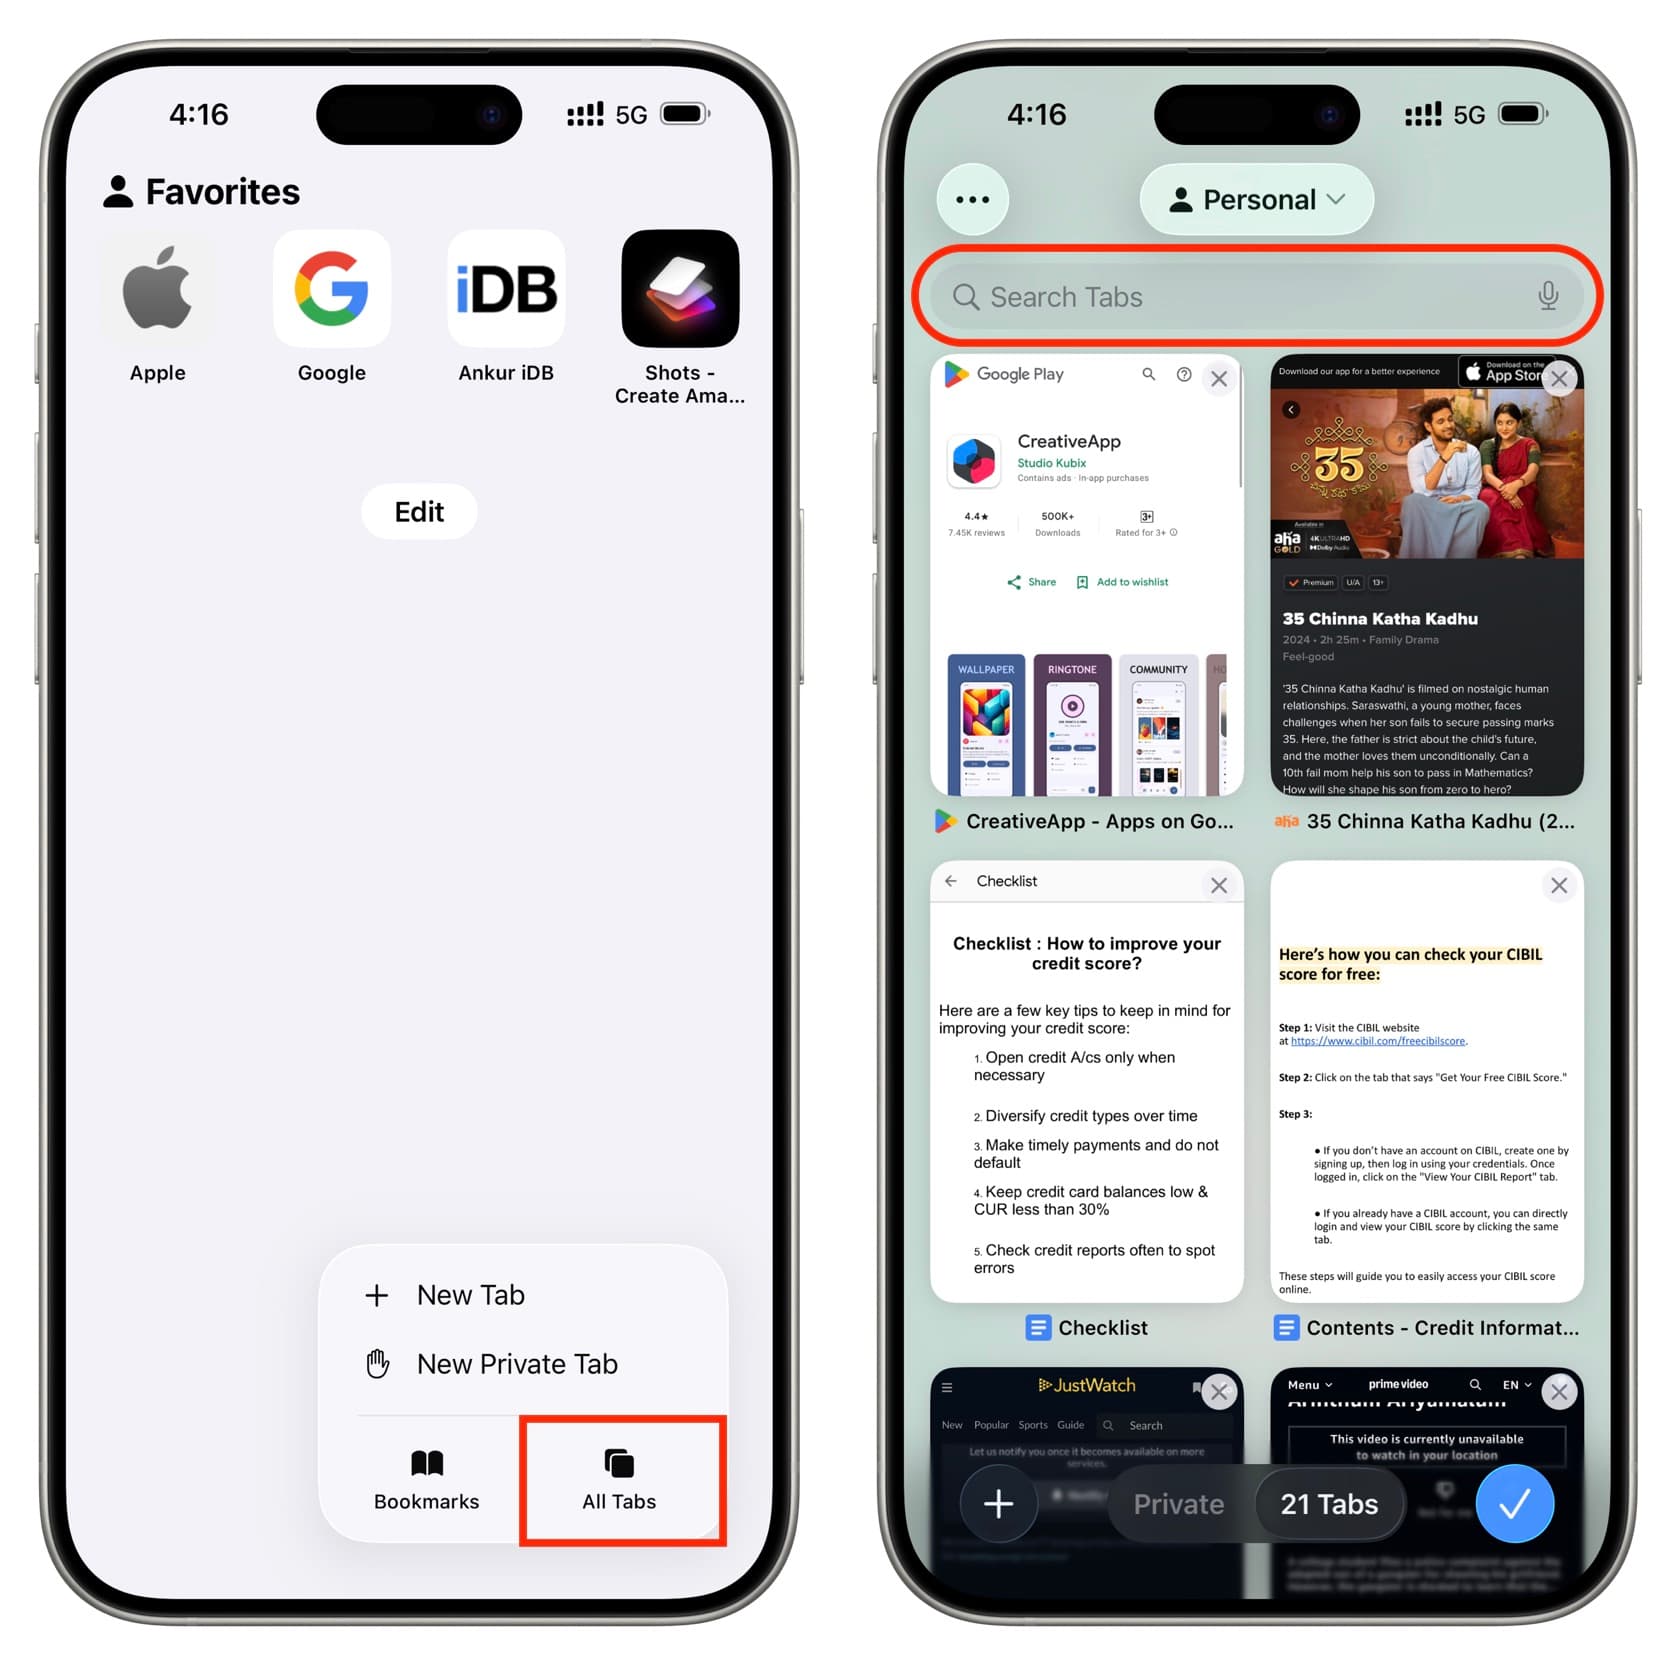 4:16
5G
Favorites
iDB
Apple
Google
Ankur iDB
Shots -
Create Ama...
Edit
New Tab
New Private Tab
Bookmarks
All Tabs
4:16
5G
Personal
Search Tabs
Google Play
CreativeApp
Studio Kubix
Contains ads · In-app purchases
4.4★
500K+
3+
7.45K reviews
Downloads
Rated for 3+
Share
Add to wishlist
WALLPAPER
RINGTONE
COMMUNITY
HO
CreativeApp - Apps on Go...
Download our app for a better experience
Download on the
App Store
35
Available in
aha
GOLD
4K ULTRA HD
Dolby Audio
Premium
U/A
13+
35 Chinna Katha Kadhu
2024 • 2h 25m • Family Drama
Feel-good
'35 Chinna Katha Kadhu' is filmed on nostalgic human
relationships. Saraswathi, a young mother, faces
challenges when her son fails to secure passing marks
35. Here, the father is strict about the child's future,
and the mother loves them unconditionally. Can a
10th fail mom help his son to pass in Mathematics?
How will she shape his son from zero to hero?
aha 35 Chinna Katha Kadhu (2...
Checklist
Checklist : How to improve your
credit score?
Here are a few key tips to keep in mind for
improving your credit score:
1. Open credit A/cs only when
necessary
2. Diversify credit types over time
3. Make timely payments and do not
default
4. Keep credit card balances low &
CUR less than 30%
5. Check credit reports often to spot
errors
Checklist
Here's how you can check your CIBIL
score for free:
Step 1: Visit the CIBIL website
at https://www.cibil.com/freecibilscore.
Step 2: Click on the tab that says "Get Your Free CIBIL Score."
Step 3:
● If you don't have an account on CIBIL, create one by
signing up, then log in using your credentials. Once
logged in, click on the "View Your CIBIL Report" tab.
● If you already have a CIBIL account, you can directly
login and view your CIBIL score by clicking the same
tab.
These steps will guide you to easily access your CIBIL score
online.
Contents - Credit Informat...
JustWatch
New
Popular
Sports
Guide
Search
Let us notify you once it becomes available on more
services.
Menu
prime video
EN
This video is currently unavailable
to watch in your location
Private
21 Tabs